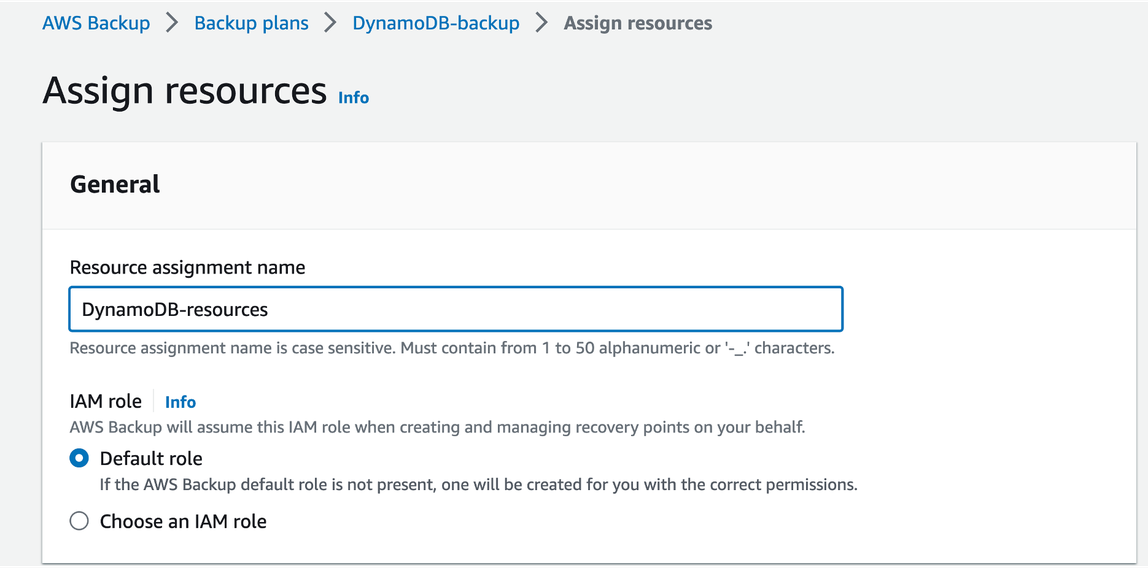 AWS Backup > Backup plans > DynamoDB-backup > Assign resources
Assign resources Info
General
Resource assignment name
DynamoDB-resources
Resource assignment name is case sensitive. Must contain from 1 to 50 alphanumeric or '-_.' characters.
IAM role Info
AWS Backup will assume this IAM role when creating and managing recovery points on your behalf.
Default role
If the AWS Backup default role is not present, one will be created for you with the correct permissions.
Choose an IAM role